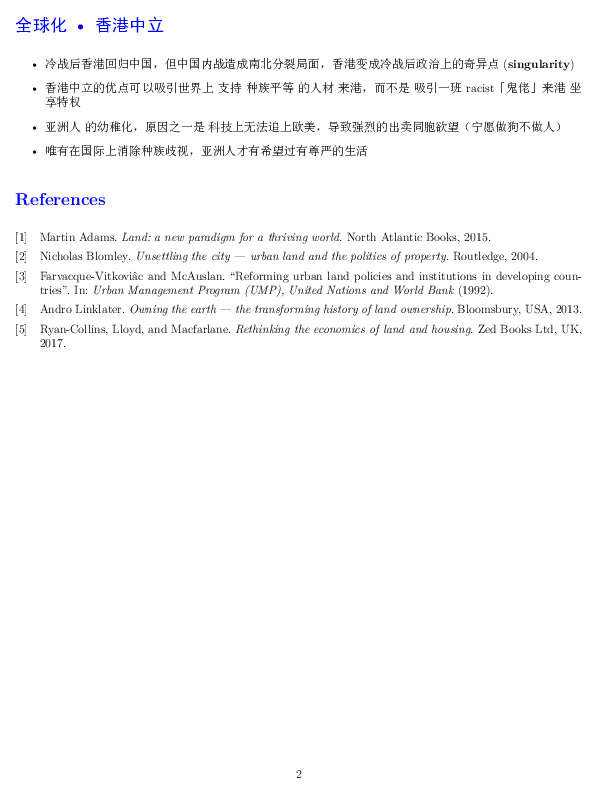 全球化 • 香港中立
• 冷战后香港回归中国，但中国内战造成南北分裂局面，香港变成冷战后政治上的奇异点 (singularity)
• 香港中立的优点可以吸引世界上 支持 种族平等 的人材 来港，而不是 吸引一班 racist「鬼佬」来港 坐
享特权
• 亚洲人 的幼稚化，原因之一是 科技上无法追上欧美，导致强烈的出卖同胞欲望（宁愿做狗不做人）
• 唯有在国际上消除种族歧视，亚洲人才有希望过有尊严的生活
References
[1] Martin Adams. Land: a new paradigm for a thriving world. North Atlantic Books, 2015.
[2] Nicholas Blomley. Unsettling the city — urban land and the politics of property. Routledge, 2004.
[3] Farvacque-Vitkoviâc and McAuslan. “Reforming urban land policies and institutions in developing coun-
tries”. In: Urban Management Program (UMP), United Nations and World Bank (1992).
[4] Andro Linklater. Owning the earth — the transforming history of land ownership. Bloomsbury, USA, 2013.
[5] Ryan-Collins, Lloyd, and Macfarlane. Rethinking the economics of land and housing. Zed Books Ltd, UK,
2017.
2